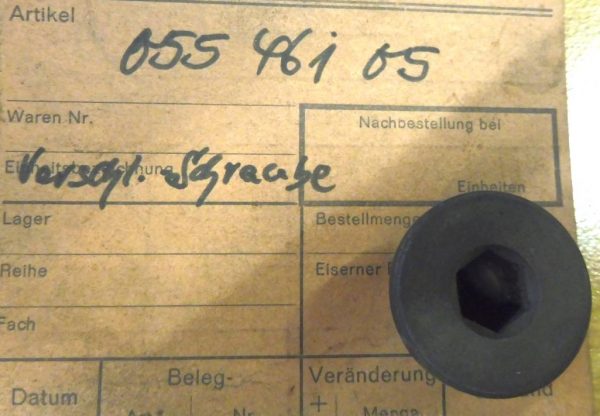 Artikel
055 461 05
Waren Nr.
Nachbestellung bei
Verschl. Schraube
Einheiten
Lager
Bestellmenge
Reihe
Eiserner
Fach
Datum
Beleg-
Veränderung
Nr.
+
Menge